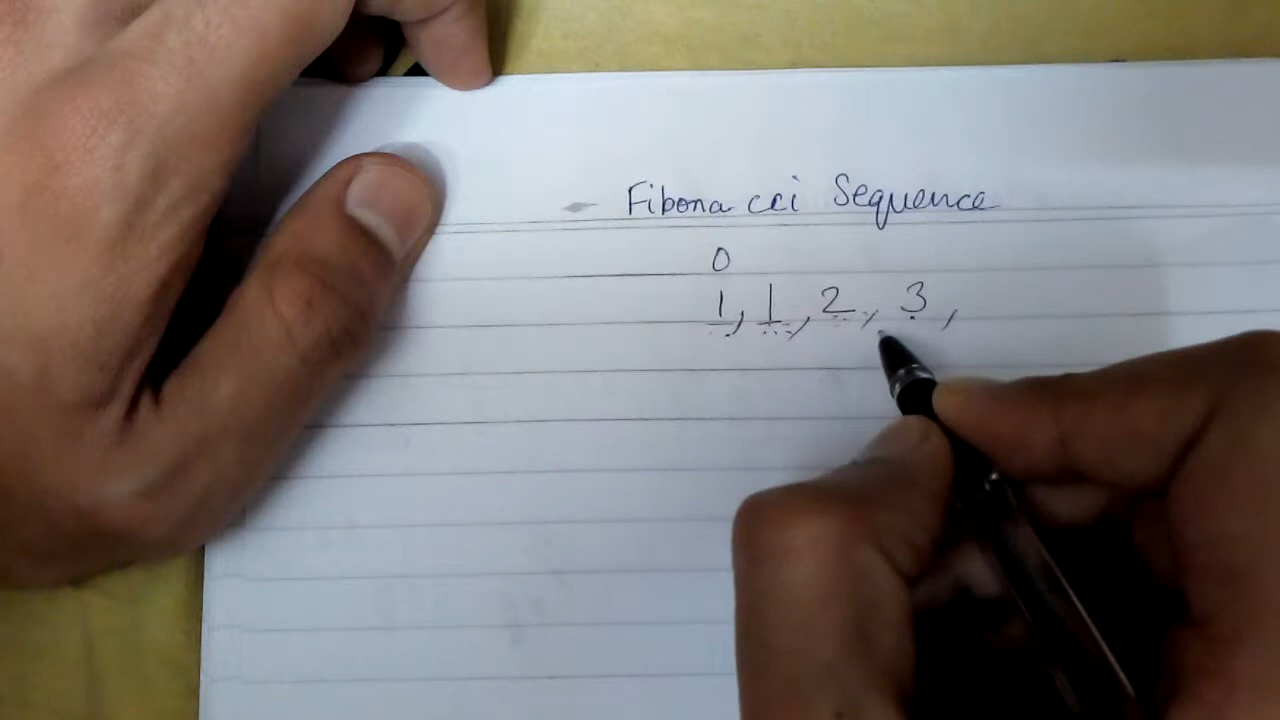 Fibonacci Sequence
0
1, 1, 2, 3,